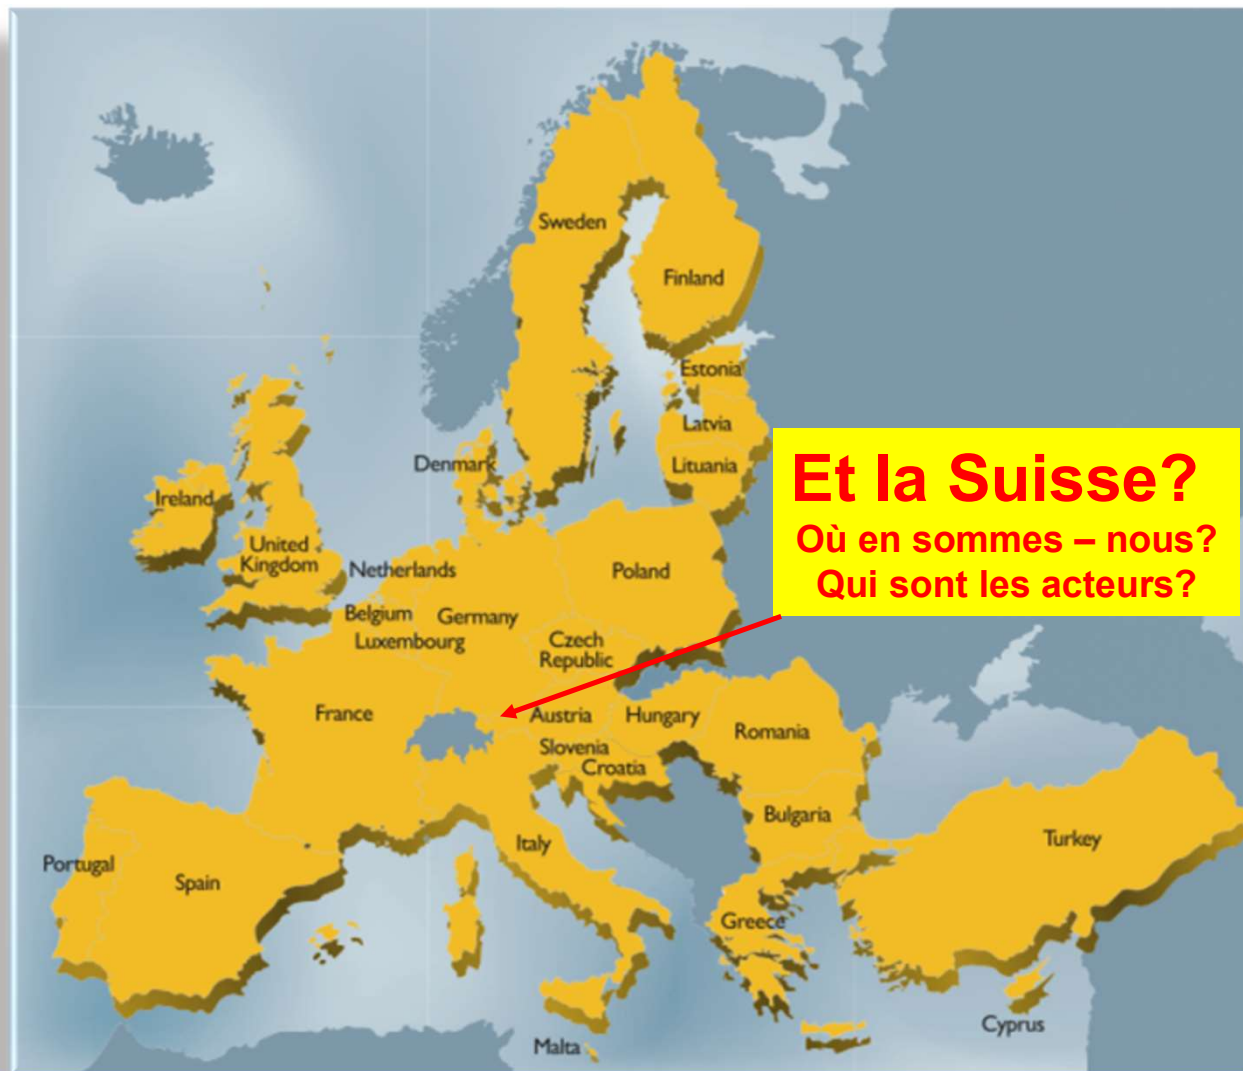 Sweden
Finland
Estonia
Latvia
Lituania
Denmark
Ireland
United
Kingdom
Netherlands
Belgium
Luxembourg
Germany
Poland
Czech
Republic
Et la Suisse?
Où en sommes – nous?
Qui sont les acteurs?
France
Austria
Hungary
Slovenia
Croatia
Romania
Bulgaria
Portugal
Spain
Italy
Greece
Turkey
Malta
Cyprus